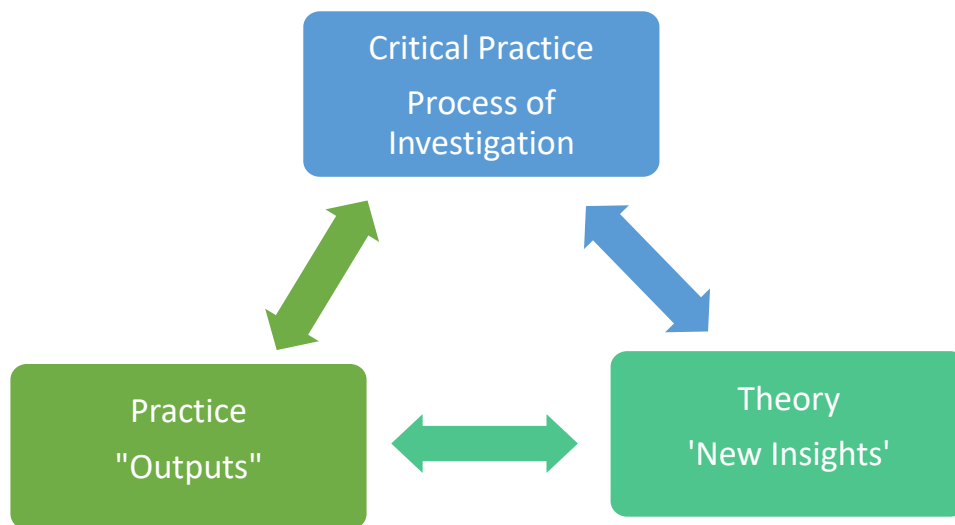 Critical Practice
Process of
Investigation
Practice
"Outputs"
Theory
'New Insights'